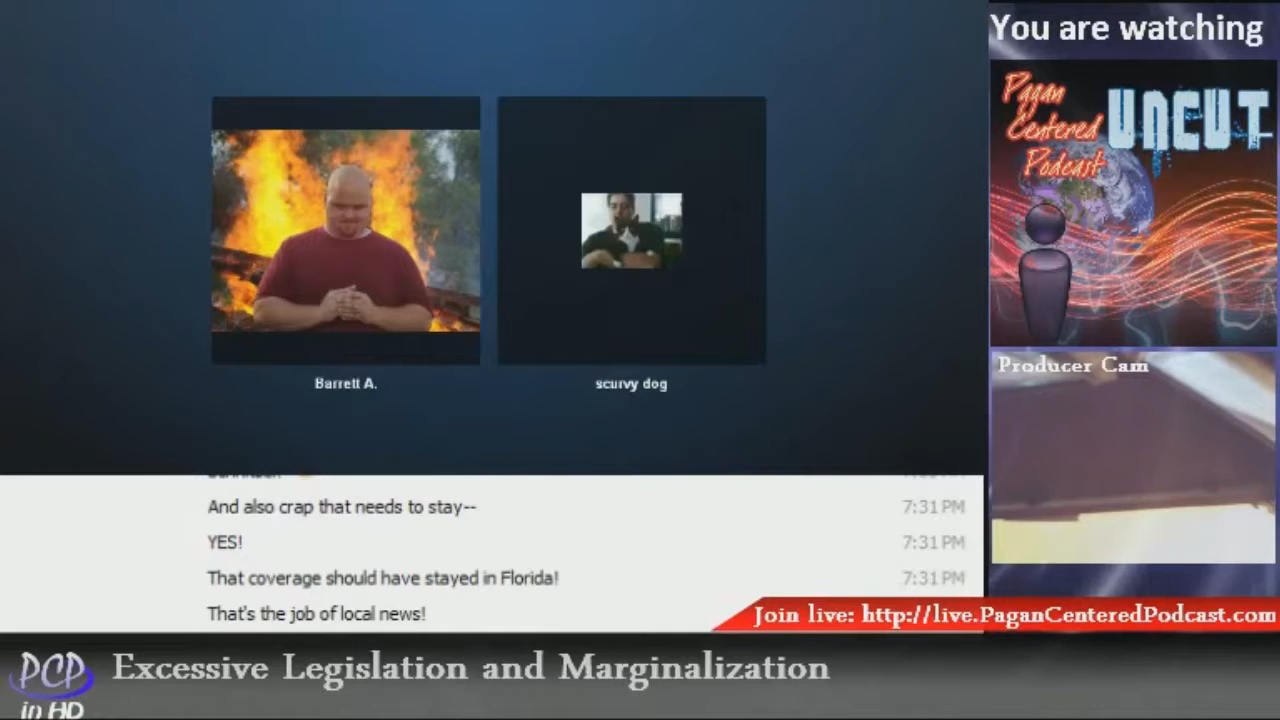 You are watching
Pagan
Centered
Podcast
UNCUT
Producer Cam
Barrett A.
scurvy dog
And also crap that needs to stay-- 7:31 PM
YES! 7:31 PM
That coverage should have stayed in Florida! 7:31 PM
That's the job of local news!
Join live: http://live.PaganCenteredPodcast.com
PCP
in HD
Excessive Legislation and Marginalization